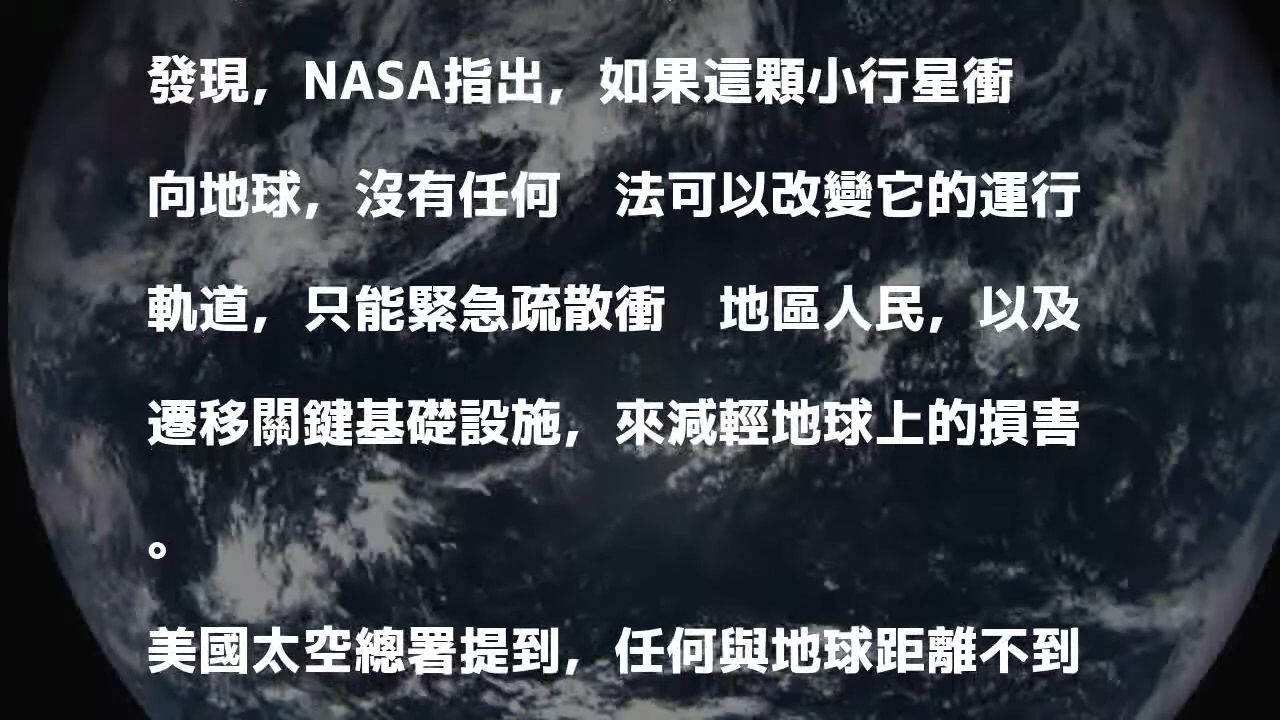 發現，NASA指出，如果這顆小行星衝
向地球，沒有任何　法可以改變它的運行
軌道，只能緊急疏散衝　地區人民，以及
遷移關鍵基礎設施，來減輕地球上的損害
。
美國太空總署提到，任何與地球距離不到